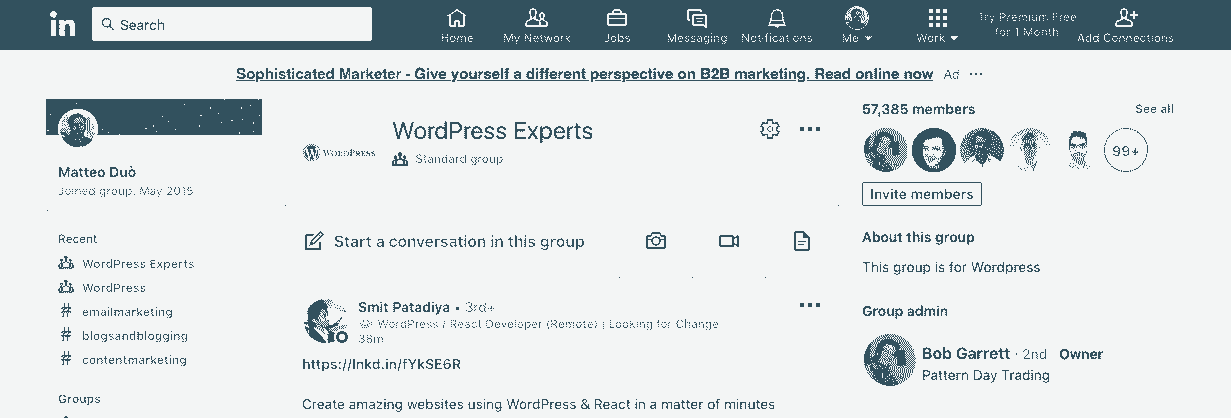 in
Search
Home
My Network
Jobs
Messaging
Notifications
Me
Work
Try Premium Free
for 1 Month
Add Connections
Sophisticated Marketer - Give yourself a different perspective on B2B marketing. Read online now Ad ...
Matteo Duò
Joined group: May 2015
Recent
WordPress Experts
WordPress
# emailmarketing
# blogsandblogging
# contentmarketing
Groups
WORDPRESS
WordPress Experts
Standard group
Start a conversation in this group
Smit Patadiya • 3rd+
WordPress / React Developer (Remote) | Looking for Change
36m
https://lnkd.in/fYkSE6R
Create amazing websites using WordPress & React in a matter of minutes
57,385 members
See all
99+
Invite members
About this group
This group is for Wordpress
Group admin
Bob Garrett · 2nd Owner
Pattern Day Trading